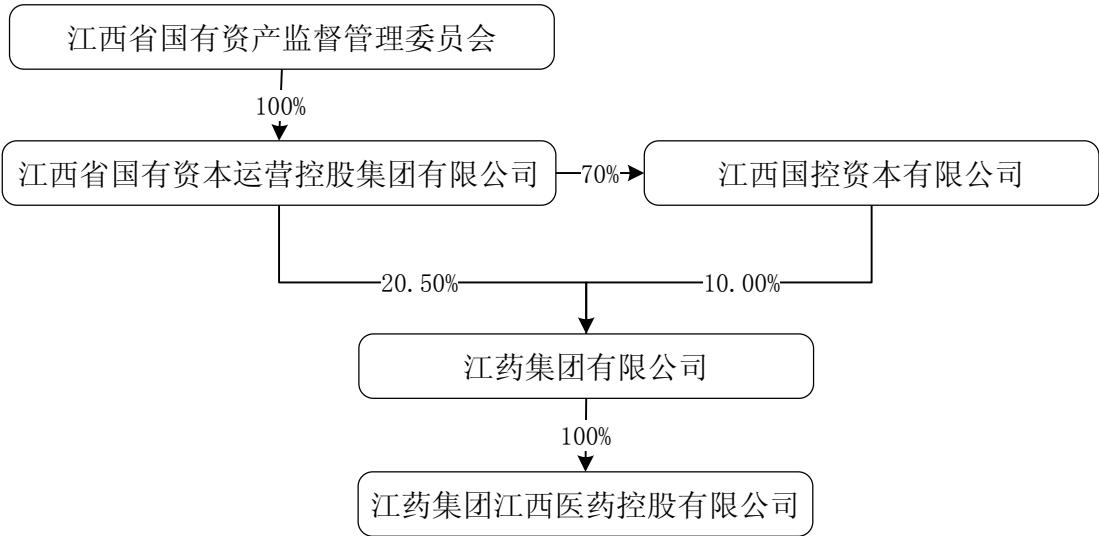 江西省国有资产监督管理委员会
100%
江西省国有资本运营控股集团有限公司
70%
江西国控资本有限公司
20.50%
10.00%
江药集团有限公司
100%
江药集团江西医药控股有限公司